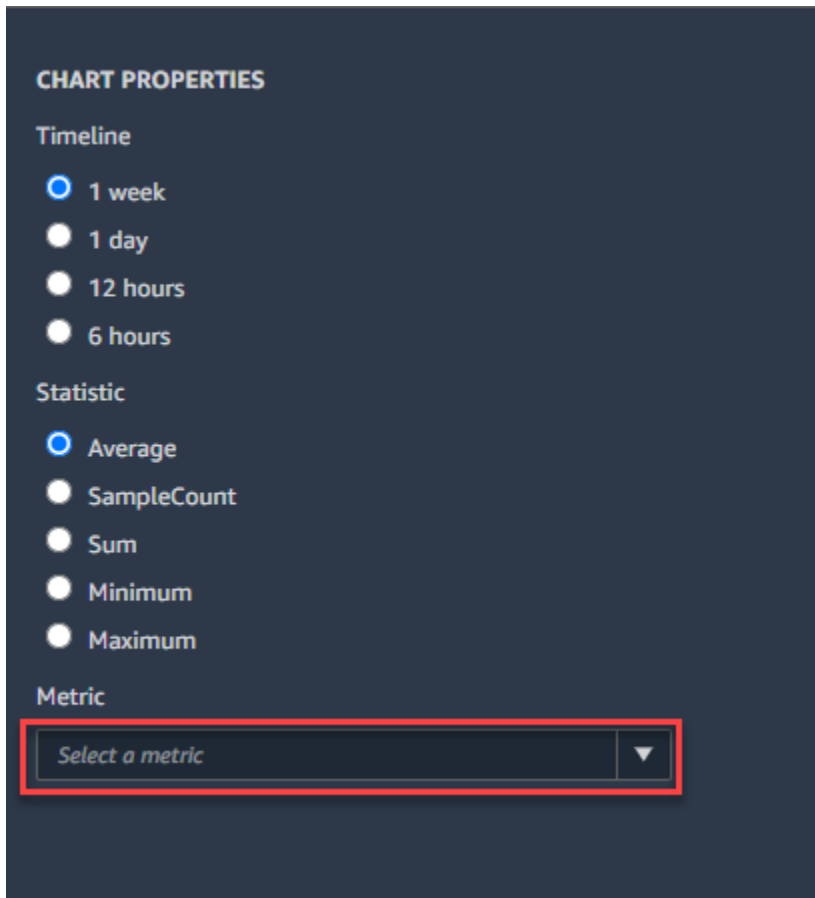 CHART PROPERTIES
Timeline
1 week
1 day
12 hours
6 hours
Statistic
Average
SampleCount
Sum
Minimum
Maximum
Metric
Select a metric